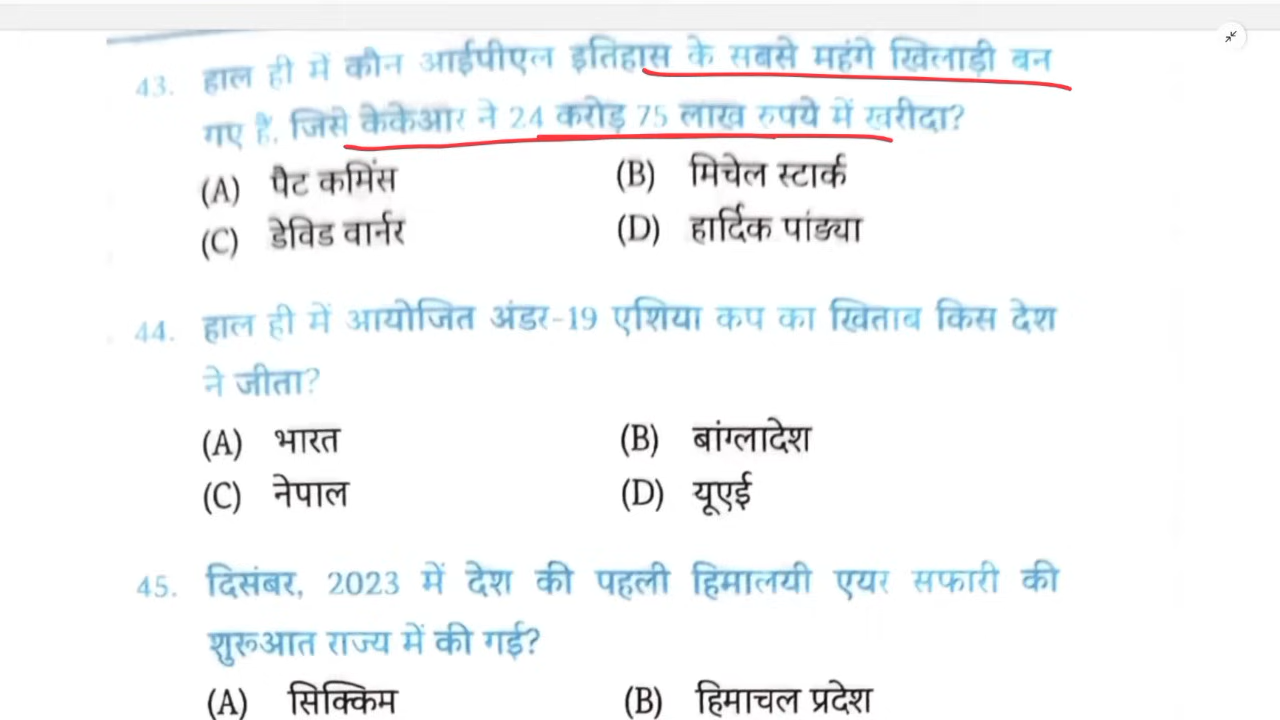 43. हाल ही में कौन आईपीएल इतिहास के सबसे महंगे खिलाड़ी बन
गए हैं, जिसे केकेआर ने 24 करोड़ 75 लाख रुपये में खरीदा?
(A) पैट कमिंस (B) मिचेल स्टार्क
(C) डेविड वार्नर (D) हार्दिक पांड्या
44. हाल ही में आयोजित अंडर-19 एशिया कप का खिताब किस देश
ने जीता?
(A) भारत (B) बांग्लादेश
(C) नेपाल (D) यूएई
45. दिसंबर, 2023 में देश की पहली हिमालयी एयर सफारी की
शुरूआत राज्य में की गई?
(A) सिक्किम (B) हिमाचल प्रदेश